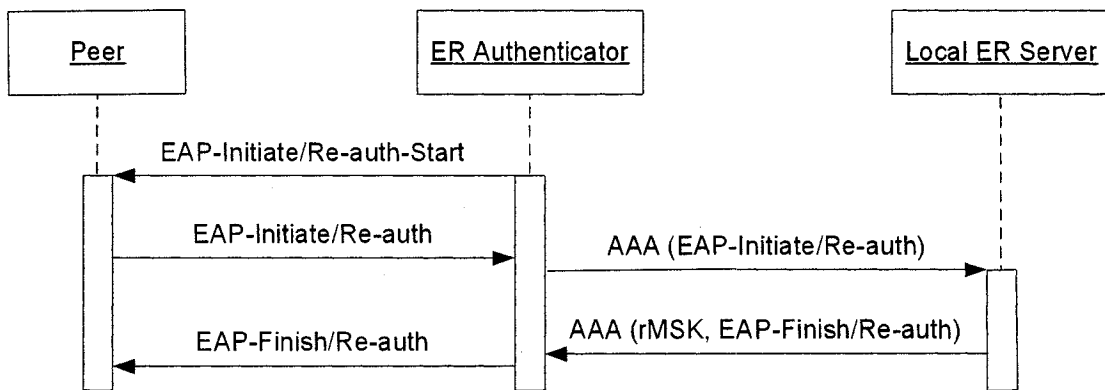 Peer
ER Authenticator
Local ER Server
EAP-Initiate/Re-auth-Start
EAP-Initiate/Re-auth
AAA (EAP-Initiate/Re-auth)
AAA (rMSK, EAP-Finish/Re-auth)
EAP-Finish/Re-auth